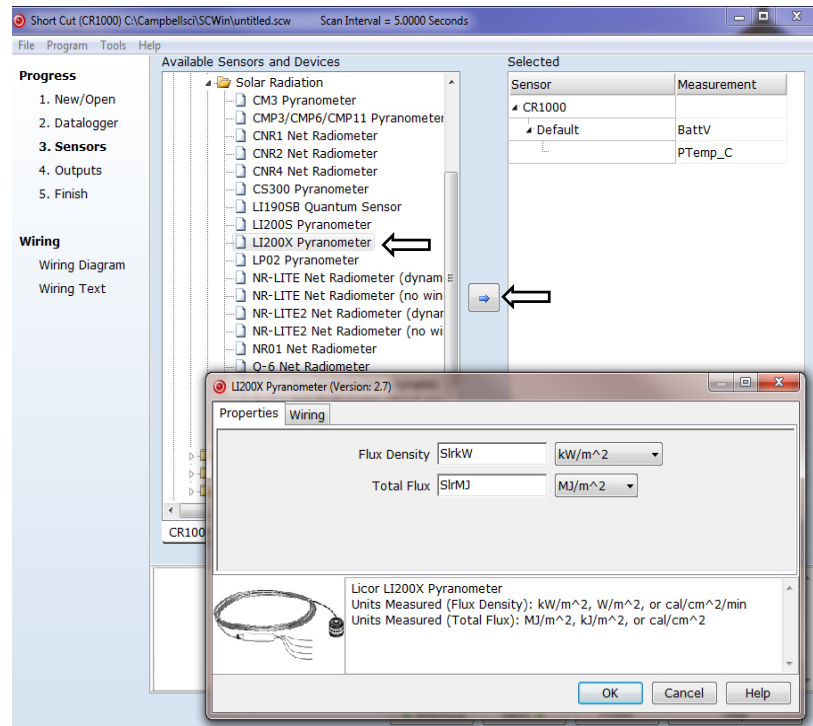 Short Cut (CR1000) C:\Campbellsci\SCWin\untitled.scw Scan Interval = 5.0000 Seconds
File Program Tools Help
Progress
1. New/Open
2. Datalogger
3. Sensors
4. Outputs
5. Finish
Wiring
Wiring Diagram
Wiring Text
Available Sensors and Devices
Solar Radiation
CM3 Pyranometer
CMP3/CMP6/CMP11 Pyranometer
CNR1 Net Radiometer
CNR2 Net Radiometer
CNR4 Net Radiometer
CS300 Pyranometer
LI190SB Quantum Sensor
LI200S Pyranometer
LI200X Pyranometer
LP02 Pyranometer
NR-LITE Net Radiometer (dynam
NR-LITE Net Radiometer (no win
NR-LITE2 Net Radiometer (dynar
NR-LITE2 Net Radiometer (no wi
NR01 Net Radiometer
Q-6 Net Radiometer
CR100
Selected
Sensor Measurement
CR1000
Default BattV
PTemp_C
LI200X Pyranometer (Version: 2.7)
Properties Wiring
Flux Density SlrkW kW/m^2
Total Flux SlrMJ MJ/m^2
Licor LI200X Pyranometer
Units Measured (Flux Density): kW/m^2, W/m^2, or cal/cm^2/min
Units Measured (Total Flux): MJ/m^2, kJ/m^2, or cal/cm^2
OK Cancel Help